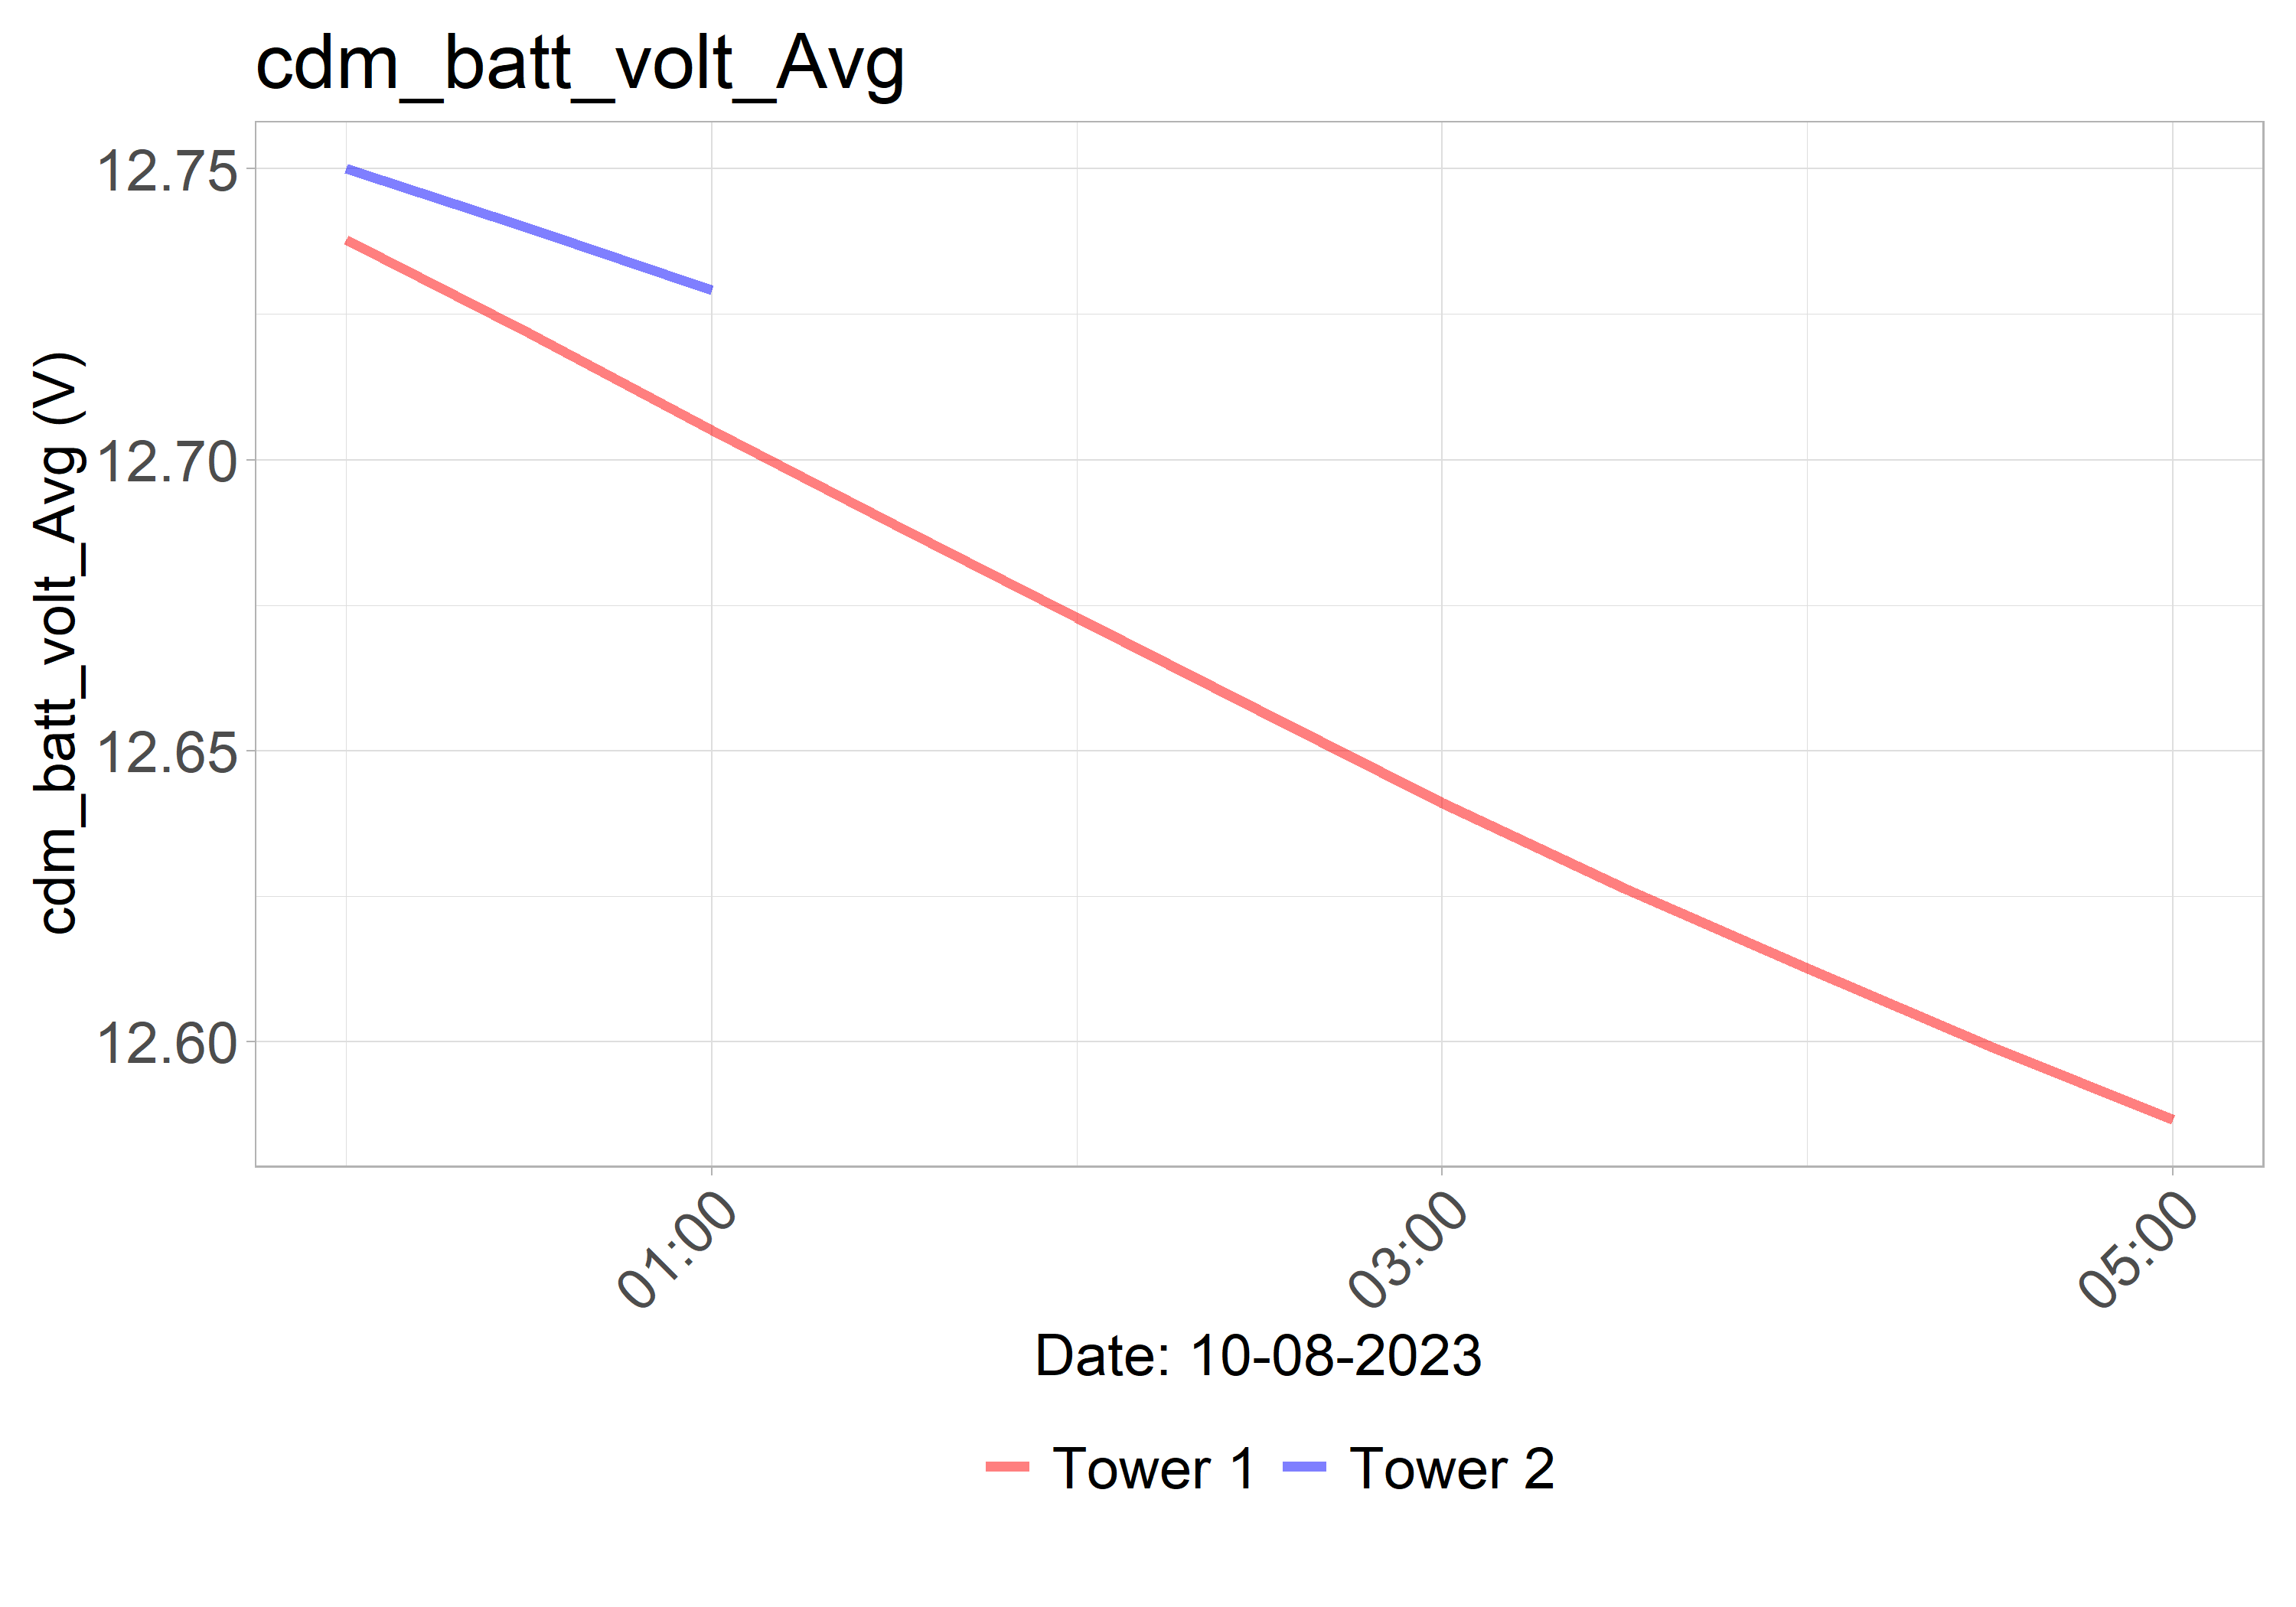 cdm_batt_volt_Avg
cdm_batt_volt_Avg (V)
12.75
12.70
12.65
12.60
01:00
03:00
05:00
Date: 10-08-2023
Tower 1
Tower 2